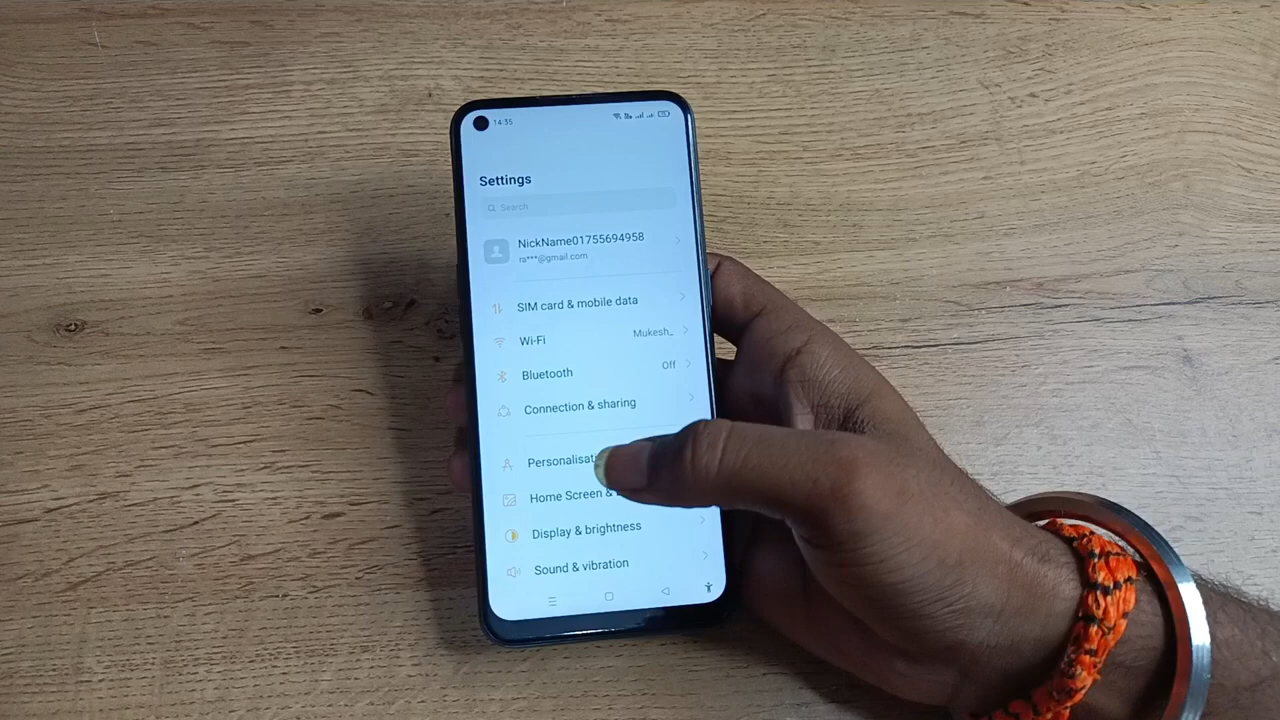 14:35
Settings
Search
NickName01755694958
ra***@gmail.com
SIM card & mobile data
Wi-Fi Mukesh_
Bluetooth Off
Connection & sharing
Personalisat
Home Screen &
Display & brightness
Sound & vibration